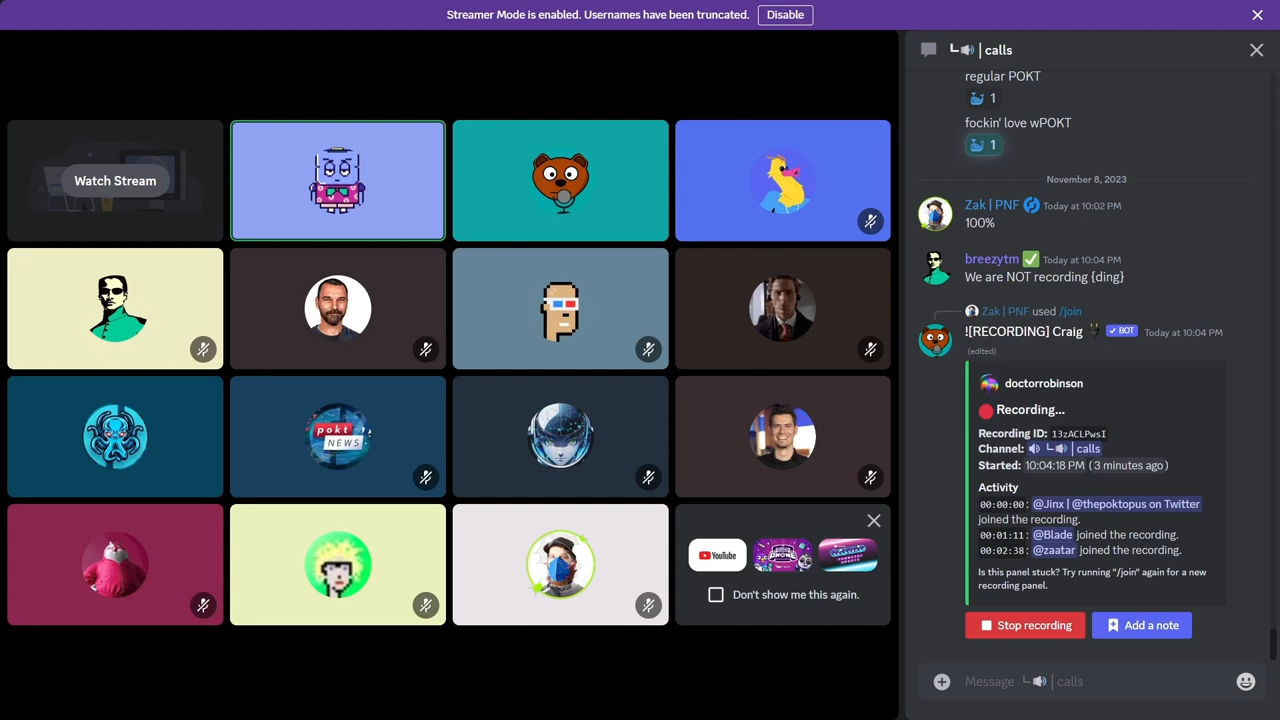 Streamer Mode is enabled. Usernames have been truncated.
Disable
Watch Stream
pokt
NEWS
YouTube
Don't show me this again.
calls
regular POKT
1
fockin' love wPOKT
1
November 8, 2023
Zak | PNF Today at 10:02 PM
100%
breezytm Today at 10:04 PM
We are NOT recording {ding}
Zak | PNF used /join
![RECORDING] Craig BOT Today at 10:04 PM
(edited)
doctorrobinson
Recording...
Recording ID: 13zACLPwsI
Channel: calls
Started: 10:04:18 PM (3 minutes ago)
Activity
00:00:00: @Jinx | @thepoktopus on Twitter
joined the recording.
00:01:11: @Blade joined the recording.
00:02:38: @zaatar joined the recording.
Is this panel stuck? Try running "/join" again for a new
recording panel.
Stop recording
Add a note
Message calls